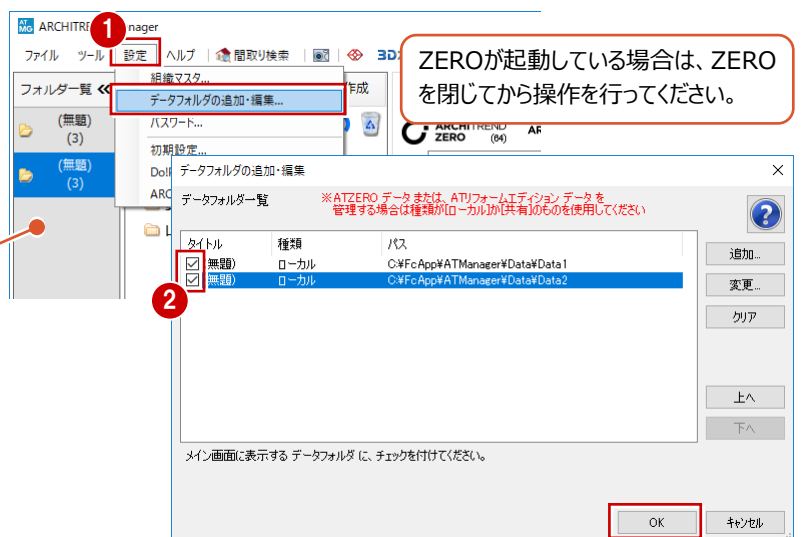 ARCHITRE nager
1
ファイル ツール 設定 ヘルプ 間取り検索
ZEROが起動している場合は、ZERO
を閉じてから操作を行ってください。
フォルダー覧 «
組織マスタ...
データフォルダの追加・編集...
パスワード...
初期設定...
作成
(無題)
(3)
(無題)
(3)
ARCHITREND
ZERO (64)
データフォルダの追加・編集
データフォルダ一覧
※ATZERO データ または、ATリフォームエディション データ を
管理する場合は種類が[ローカル]か[共有]のものを使用してください
タイトル 種類 パス
無題) ローカル C:¥FcApp¥ATManager¥Data¥Data1
無題) ローカル C:¥FcApp¥ATManager¥Data¥Data2
2
追加...
変更...
クリア
上へ
下へ
メイン画面に表示する データフォルダ に、チェックを付けてください。
OK キャンセル